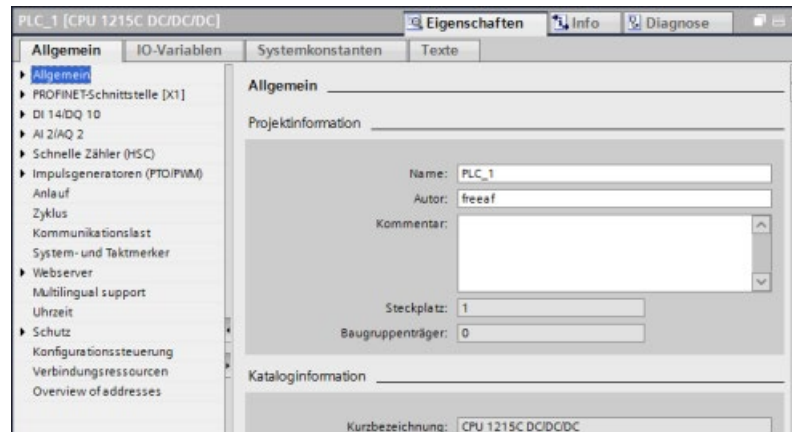 PLC_1 [CPU 1215C DC/DC/DC]
Eigenschaften
Info
Diagnose
Allgemein
IO-Variablen
Systemkonstanten
Texte
Allgemein
PROFINET-Schnittstelle [X1]
DI 14/DQ 10
AI 2/AQ 2
Schnelle Zähler (HSC)
Impulsgeneratoren (PTO/PWM)
Anlauf
Zyklus
Kommunikationslast
System- und Taktmerker
Webserver
Multilingual support
Uhrzeit
Schutz
Konfigurationssteuerung
Verbindungsressourcen
Overview of addresses
Allgemein
Projektinformation
Name: PLC_1
Autor: freeaf
Kommentar:
Steckplatz: 1
Baugruppenträger: 0
Kataloginformation
Kurzbezeichnung: CPU 1215C DC/DC/DC